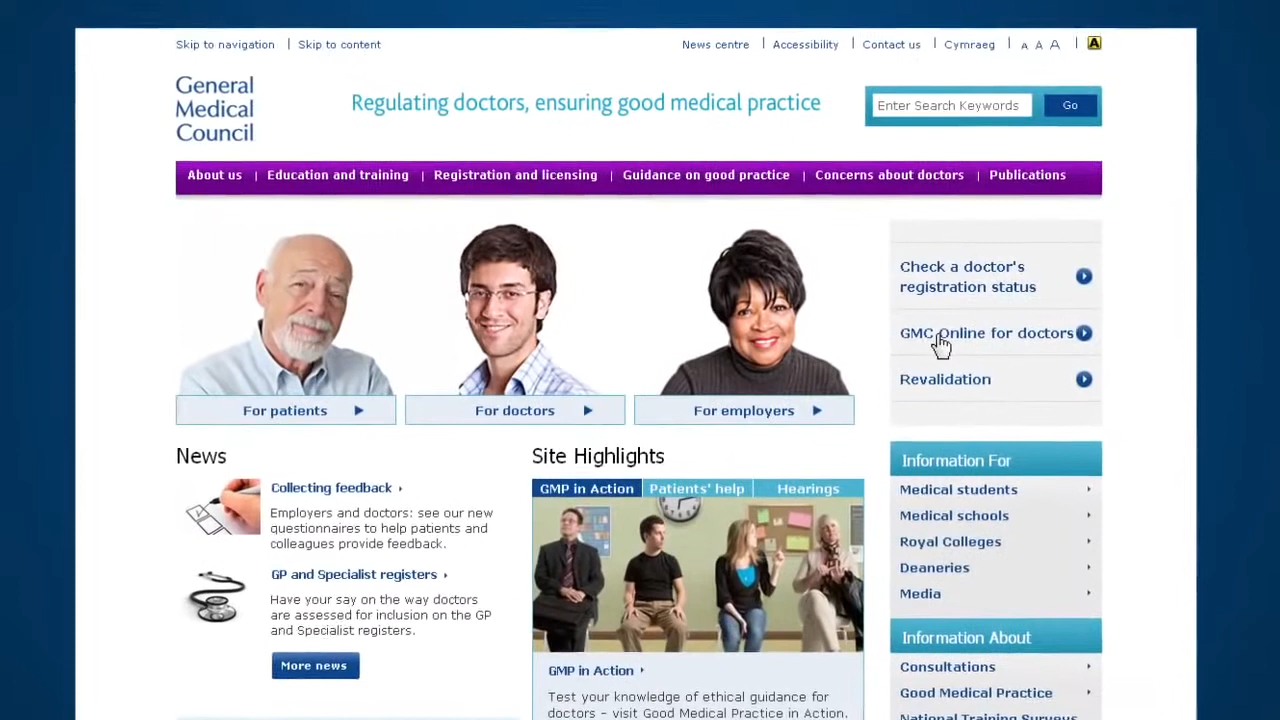 Skip to navigation | Skip to content
News centre | Accessibility | Contact us | Cymraeg | A A A | A
General
Medical
Council
Regulating doctors, ensuring good medical practice
Enter Search Keywords
Go
About us | Education and training | Registration and licensing | Guidance on good practice | Concerns about doctors | Publications
For patients
For doctors
For employers
Check a doctor's
registration status
GMC Online for doctors
Revalidation
News
Collecting feedback
Employers and doctors: see our new
questionnaires to help patients and
colleagues provide feedback.
GP and Specialist registers
Have your say on the way doctors
are assessed for inclusion on the GP
and Specialist registers.
More news
Site Highlights
GMP in Action
Patients' help
Hearings
GMP in Action
Test your knowledge of ethical guidance for
doctors – visit Good Medical Practice in Action.
Information For
Medical students
Medical schools
Royal Colleges
Deaneries
Media
Information About
Consultations
Good Medical Practice
National Training Surveys